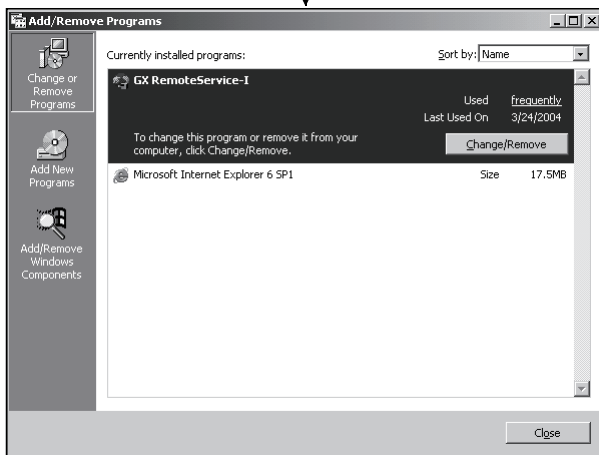 Add/Remove Programs
Change or
Remove
Programs
Add New
Programs
Add/Remove
Windows
Components
Currently installed programs:
Sort by: Name
GX RemoteService-I
Used frequently
Last Used On 3/24/2004
To change this program or remove it from your
computer, click Change/Remove.
Change/Remove
Microsoft Internet Explorer 6 SP1
Size 17.5MB
Close